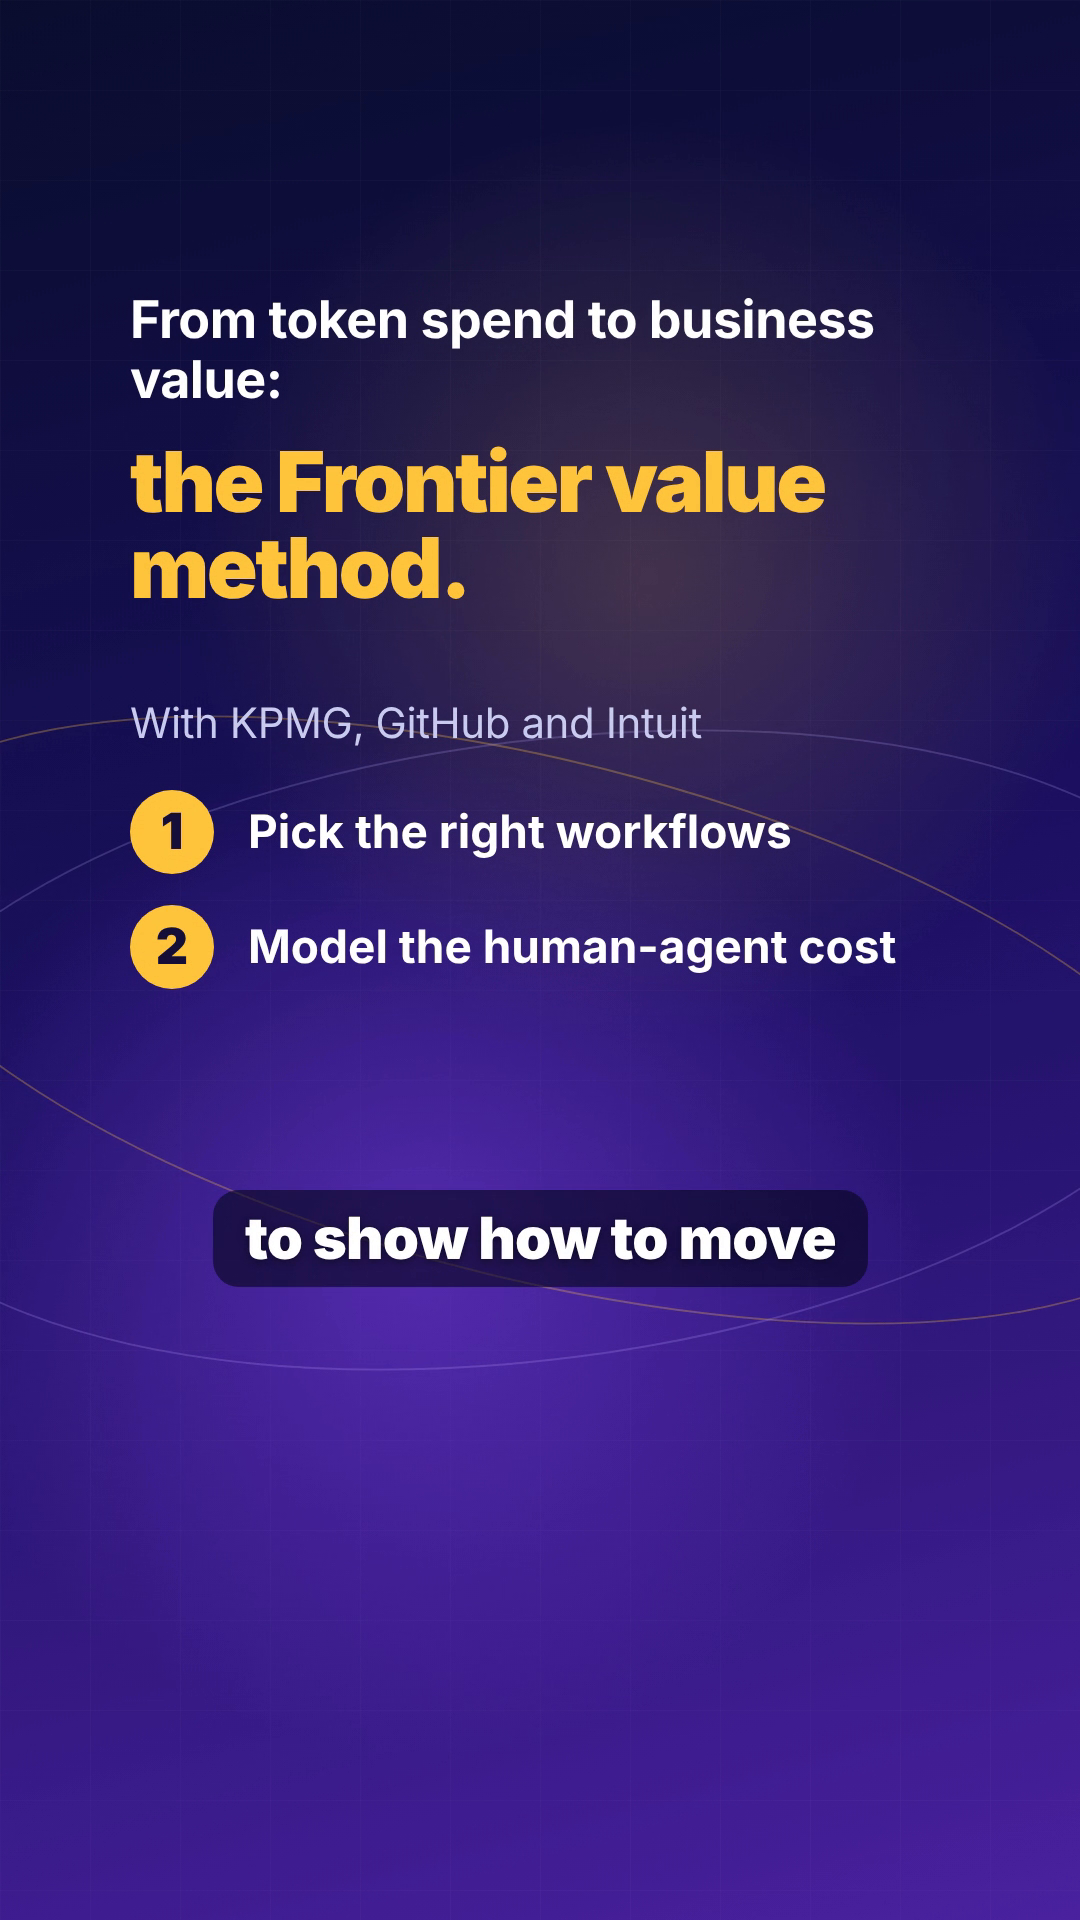 From token spend to business
value:
the Frontier value
method.
With KPMG, GitHub and Intuit
1 Pick the right workflows
2 Model the human-agent cost
to show how to move